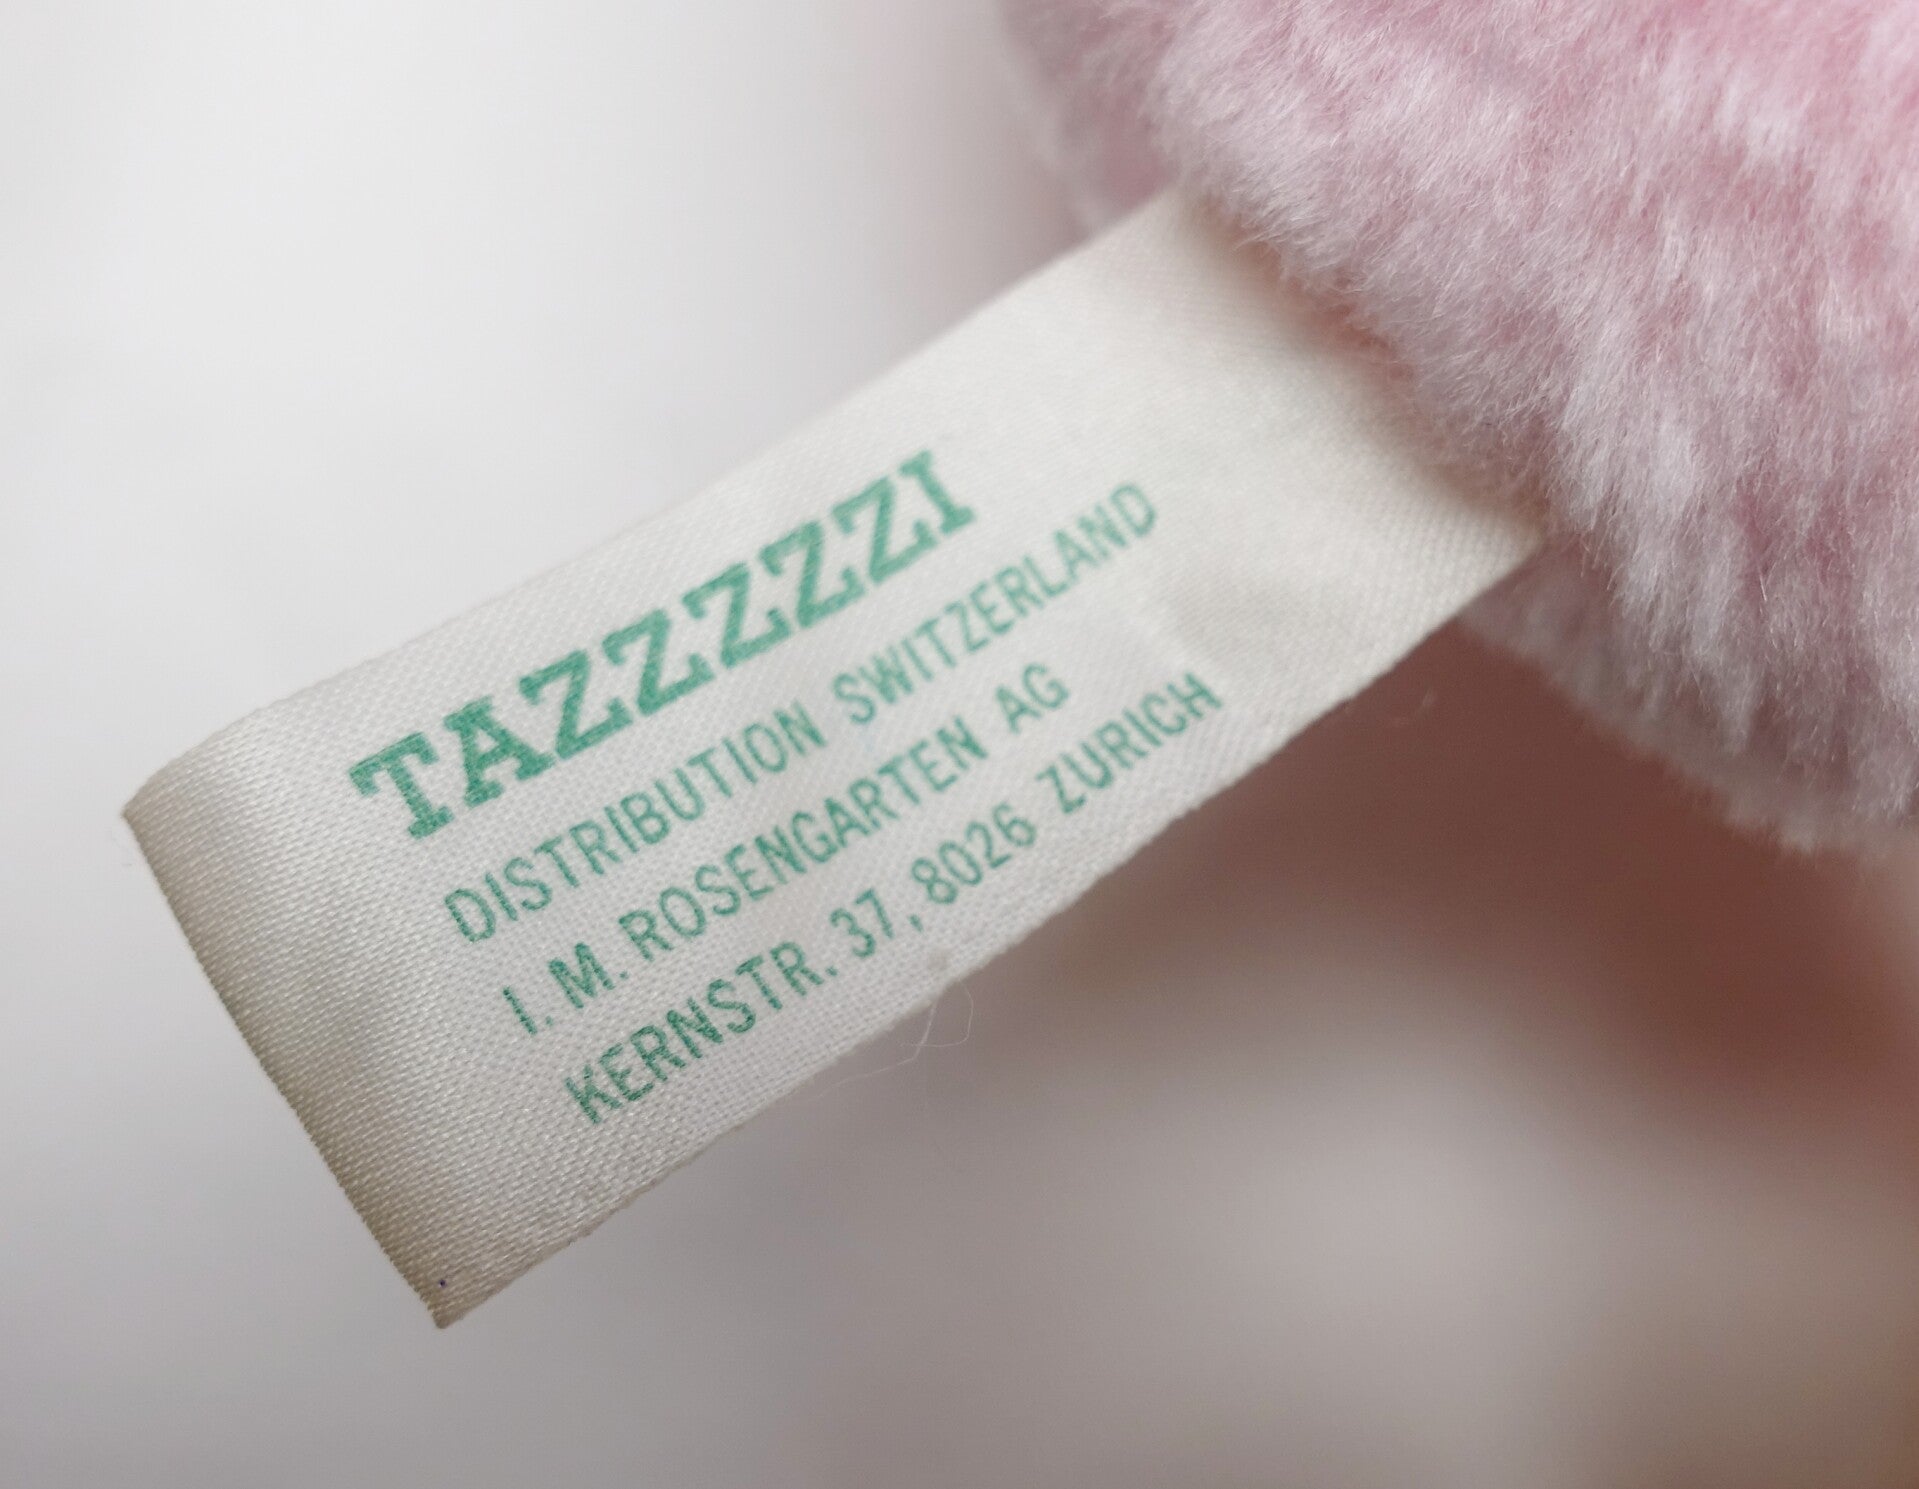 TAZZZZZI
DISTRIBUTION SWITZERLAND
I. M. ROSENGARTEN AG
KERNSTR. 37, 8026 ZURICH